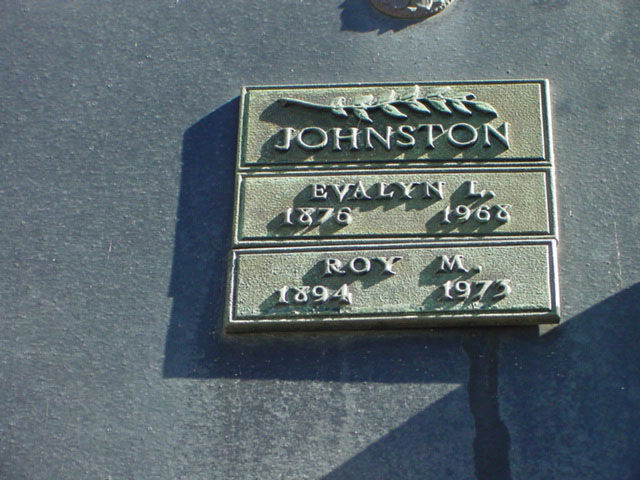 JOHNSTON
EVALYN L.
1876 1968
ROY M.
1894 1973